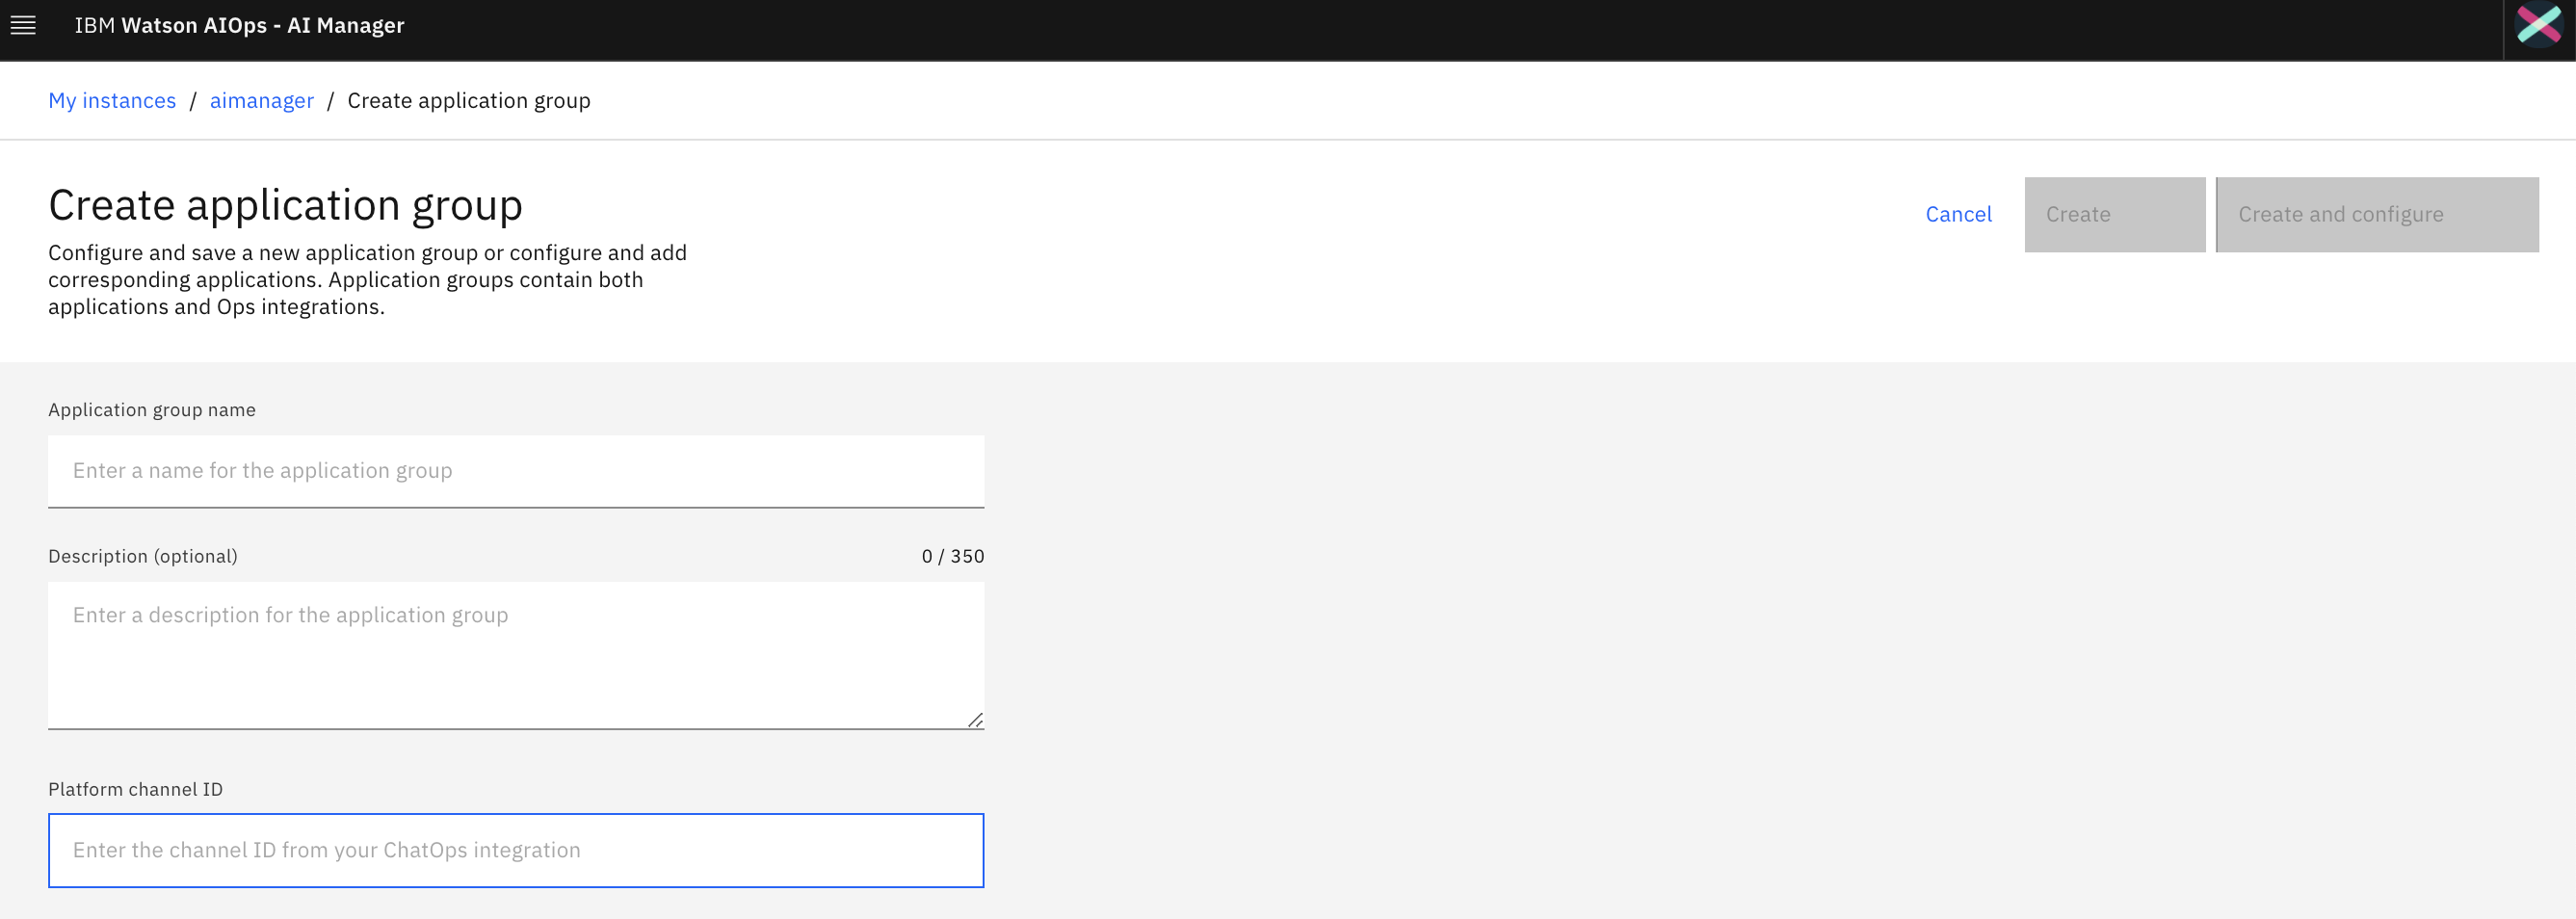 IBM Watson AIOps - AI Manager
My instances / aimanager / Create application group
Create application group
Cancel
Create
Create and configure
Configure and save a new application group or configure and add
corresponding applications. Application groups contain both
applications and Ops integrations.
Application group name
Enter a name for the application group
Description (optional)
0 / 350
Enter a description for the application group
Platform channel ID
Enter the channel ID from your ChatOps integration